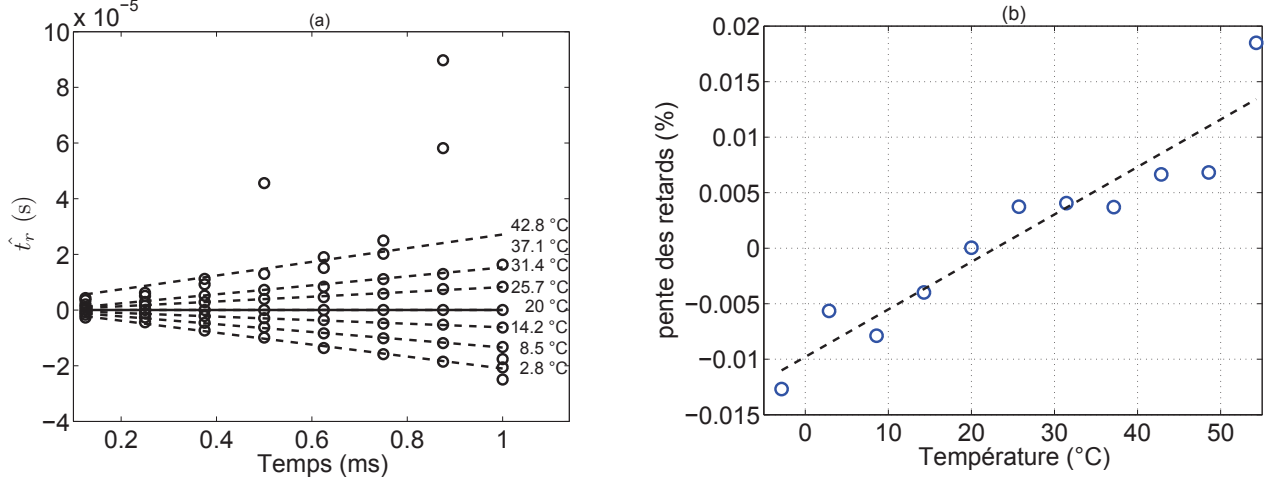 (a)
10 x 10⁻⁵
8
6
4
2
0
−2
−4
t̂r (s)
42.8 °C
37.1 °C
31.4 °C
25.7 °C
20 °C
14.2 °C
8.5 °C
2.8 °C
0.2 0.4 0.6 0.8 1
Temps (ms)
(b)
0.02
0.015
0.01
0.005
0
−0.005
−0.01
−0.015
pente des retards (%)
0 10 20 30 40 50
Température (°C)